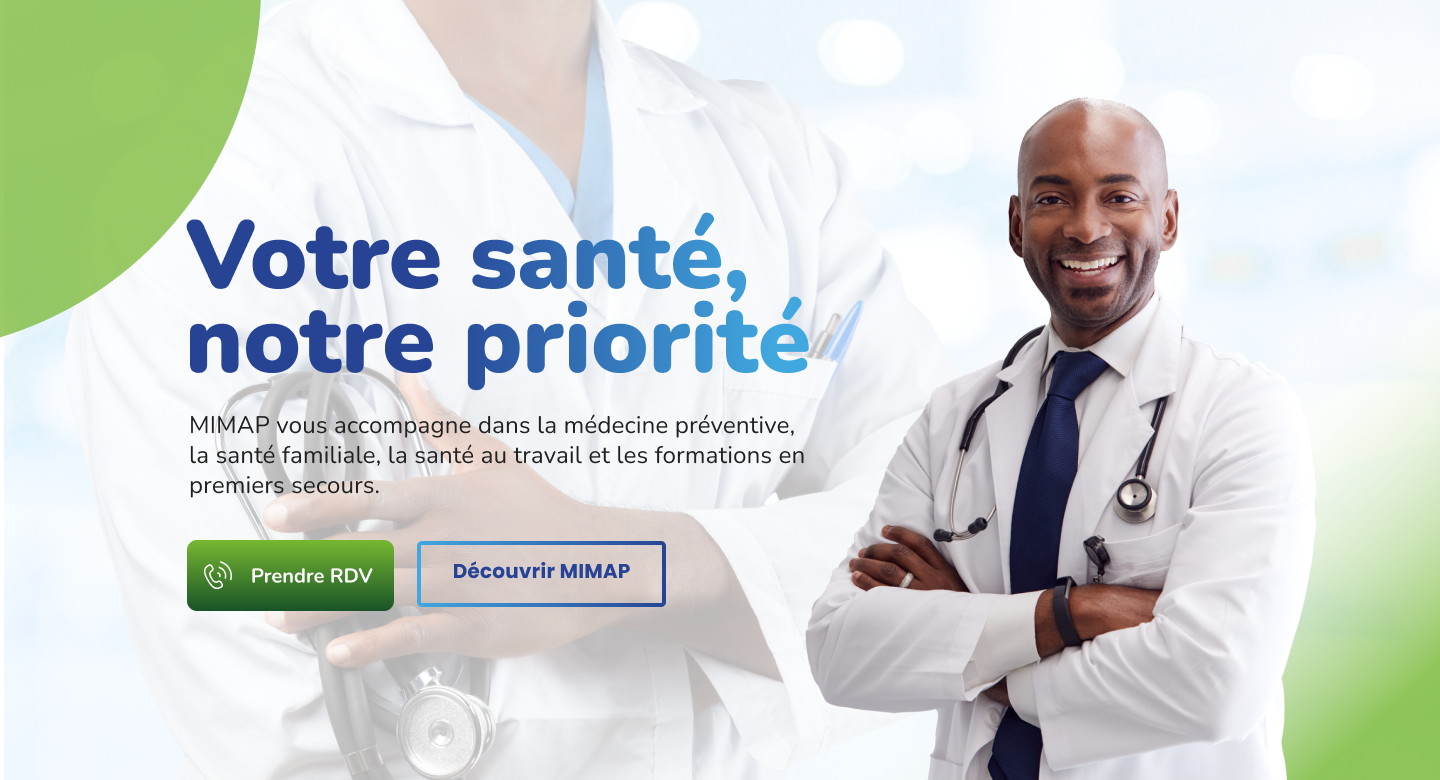 Votre santé,
notre priorité
MIMAP vous accompagne dans la médecine préventive,
la santé familiale, la santé au travail et les formations en
premiers secours.
Prendre RDV
Découvrir MIMAP